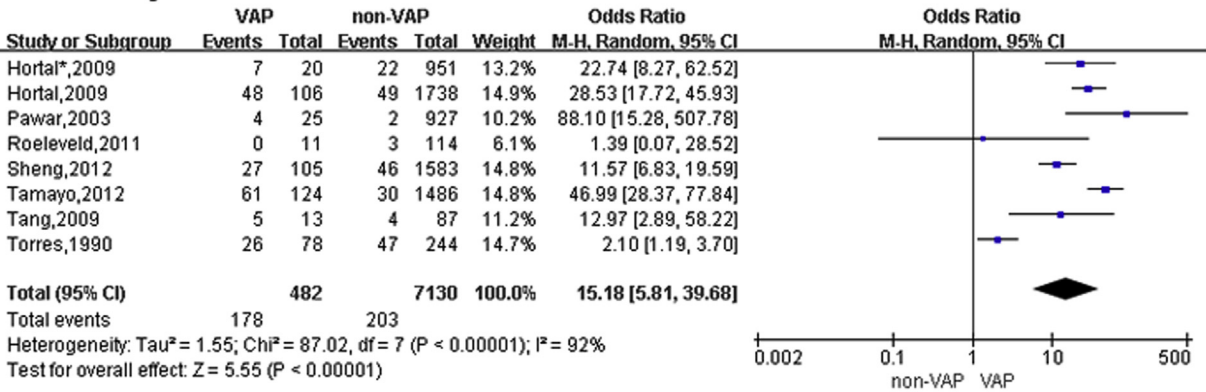 VAP non-VAP Odds Ratio Odds Ratio
Study or Subgroup Events Total Events Total Weight M-H, Random, 95% CI M-H, Random, 95% CI
Hortal*,2009 7 20 22 951 13.2% 22.74 [8.27, 62.52]
Hortal,2009 48 106 49 1738 14.9% 28.53 [17.72, 45.93]
Pawar,2003 4 25 2 927 10.2% 88.10 [15.28, 507.78]
Roeleveld,2011 0 11 3 114 6.1% 1.39 [0.07, 28.52]
Sheng,2012 27 105 46 1583 14.8% 11.57 [6.83, 19.59]
Tamayo,2012 61 124 30 1486 14.8% 46.99 [28.37, 77.84]
Tang,2009 5 13 4 87 11.2% 12.97 [2.89, 58.22]
Torres,1990 26 78 47 244 14.7% 2.10 [1.19, 3.70]
Total (95% CI) 482 7130 100.0% 15.18 [5.81, 39.68]
Total events 178 203
Heterogeneity: Tau² = 1.55; Chi² = 87.02, df = 7 (P < 0.00001); I² = 92%
Test for overall effect: Z = 5.55 (P < 0.00001)
0.002 0.1 1 10 500
non-VAP VAP